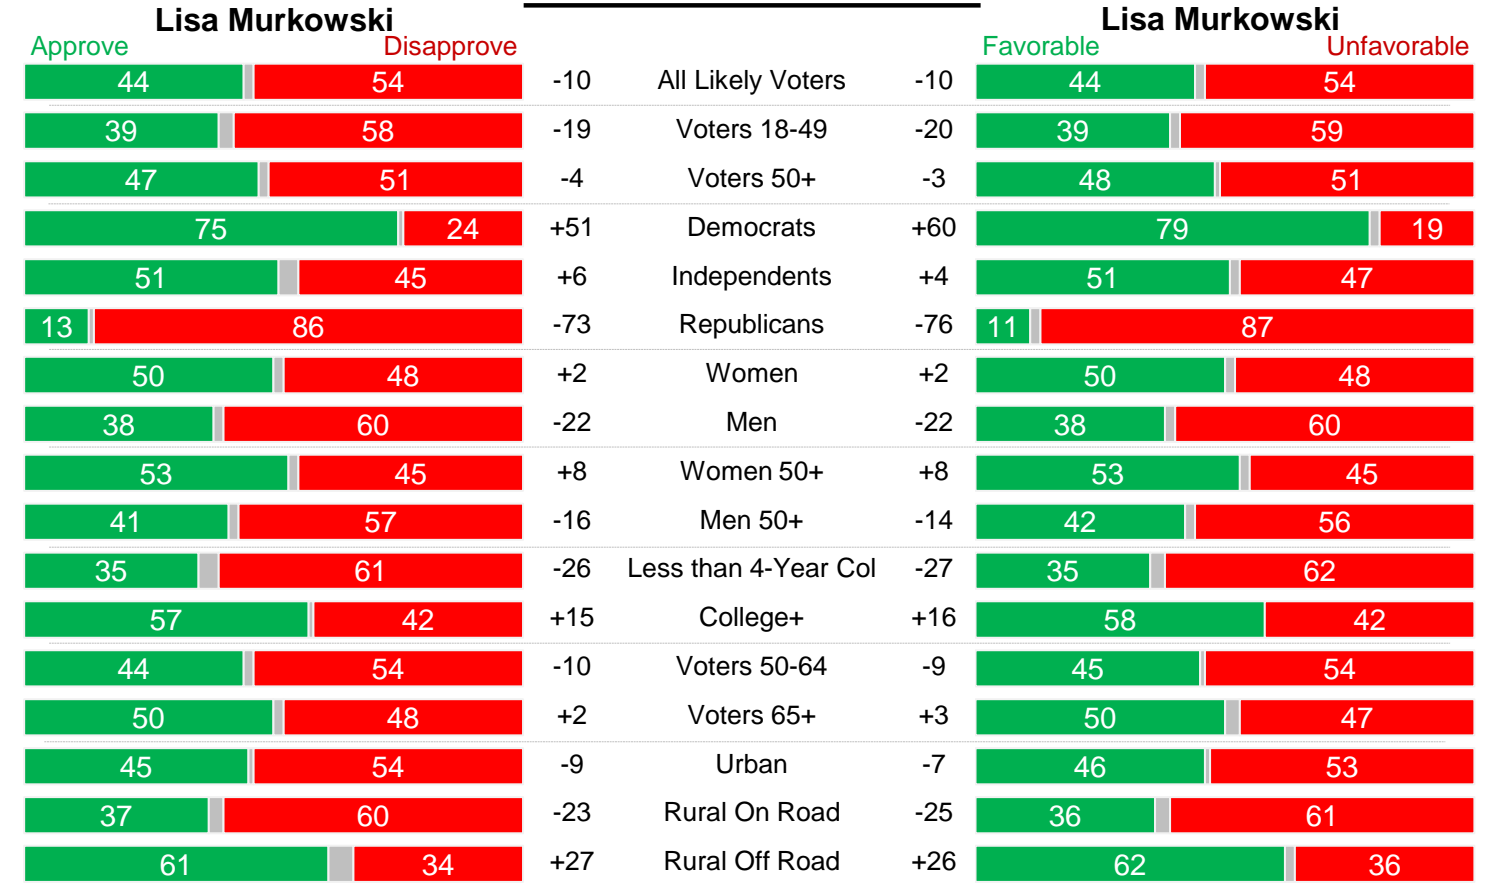 Lisa Murkowski Lisa Murkowski
Approve Disapprove Favorable Unfavorable
44 54 -10 All Likely Voters -10 44 54
39 58 -19 Voters 18-49 -20 39 59
47 51 -4 Voters 50+ -3 48 51
75 24 +51 Democrats +60 79 19
51 45 +6 Independents +4 51 47
13 86 -73 Republicans -76 11 87
50 48 +2 Women +2 50 48
38 60 -22 Men -22 38 60
53 45 +8 Women 50+ +8 53 45
41 57 -16 Men 50+ -14 42 56
35 61 -26 Less than 4-Year Col -27 35 62
57 42 +15 College+ +16 58 42
44 54 -10 Voters 50-64 -9 45 54
50 48 +2 Voters 65+ +3 50 47
45 54 -9 Urban -7 46 53
37 60 -23 Rural On Road -25 36 61
61 34 +27 Rural Off Road +26 62 36